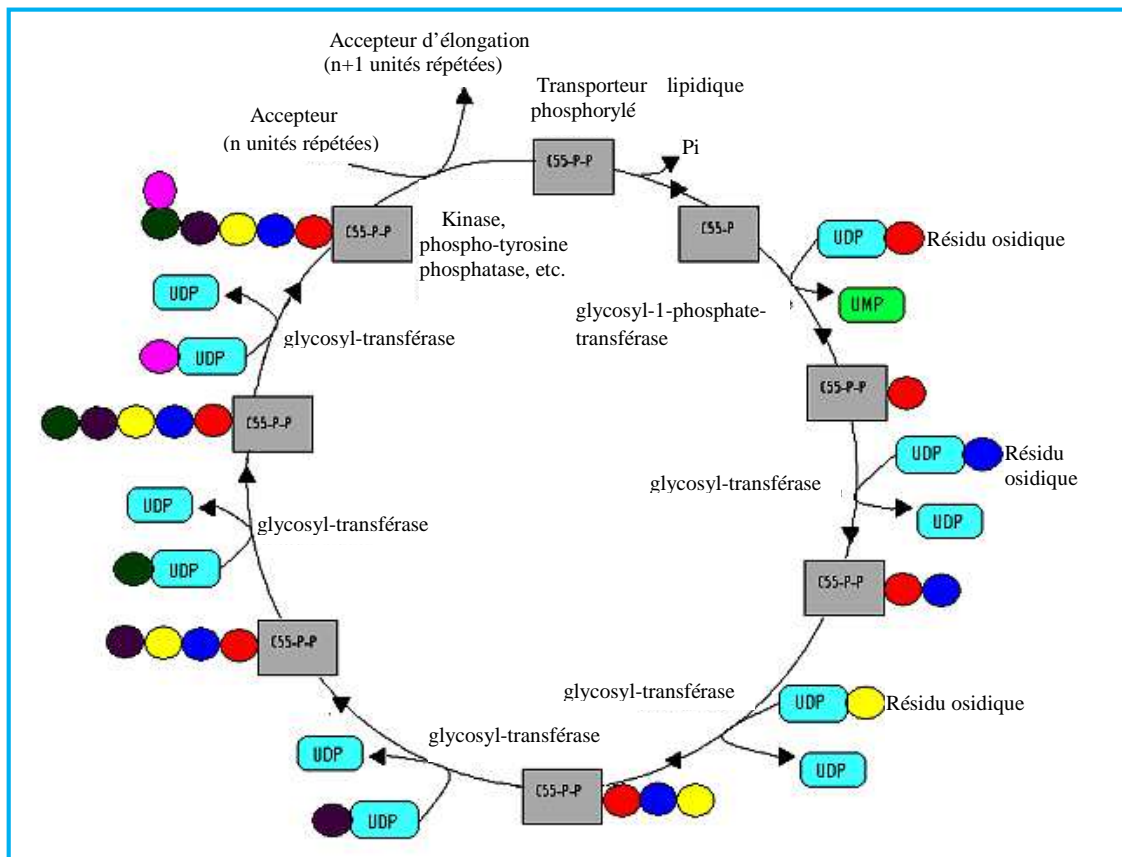 Accepteur d'élongation
(n+1 unités répétées)
Transporteur lipidique
phosphorylé
Accepteur
(n unités répétées)
C55-P-P
Pi
C55-P
UDP
Résidu osidique
UMP
glycosyl-1-phosphate-
transférase
C55-P-P
UDP
Résidu
osidique
glycosyl-transférase
UDP
C55-P-P
glycosyl-transférase
UDP
Résidu osidique
UDP
C55-P-P
glycosyl-transférase
UDP
UDP
C55-P-P
glycosyl-transférase
UDP
UDP
C55-P-P
glycosyl-transférase
UDP
UDP
C55-P-P
Kinase,
phospho-tyrosine
phosphatase, etc.